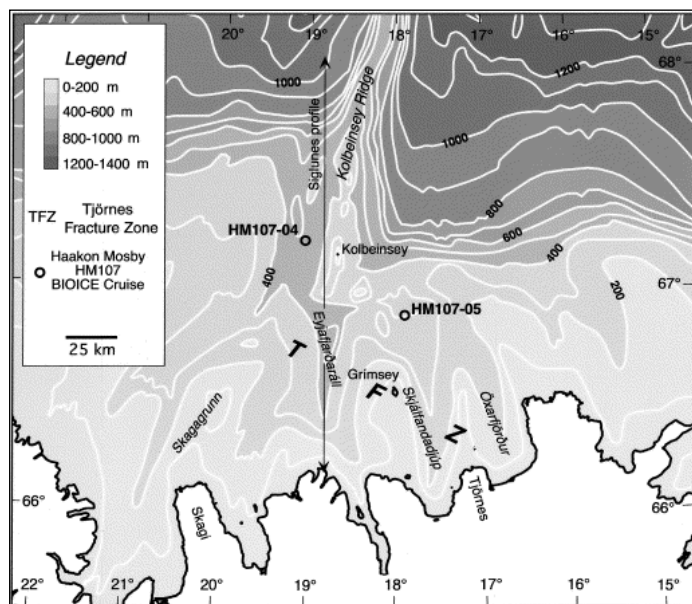 20° 19° 18° 17° 15°
Legend
0-200 m
400-600 m
800-1000 m
1200-1400 m
TFZ Tjörnes
Fracture Zone
Haakon Mosby
HM107
BIOICE Cruise
25 km
1000
1200
68°
Siglunes profile
Kolbeinsey Ridge
1000
800
600
400
HM107-04
Kolbeinsey
400
200
67°
HM107-05
Eyjafjarðaráll
T
Grimsey
F
Skagagrunn
Skjálfandadjúp
Öxarfjörður
Z
66°
Skagi
Tjörnes
66°
22° 21° 20° 19° 18° 17° 16° 15°